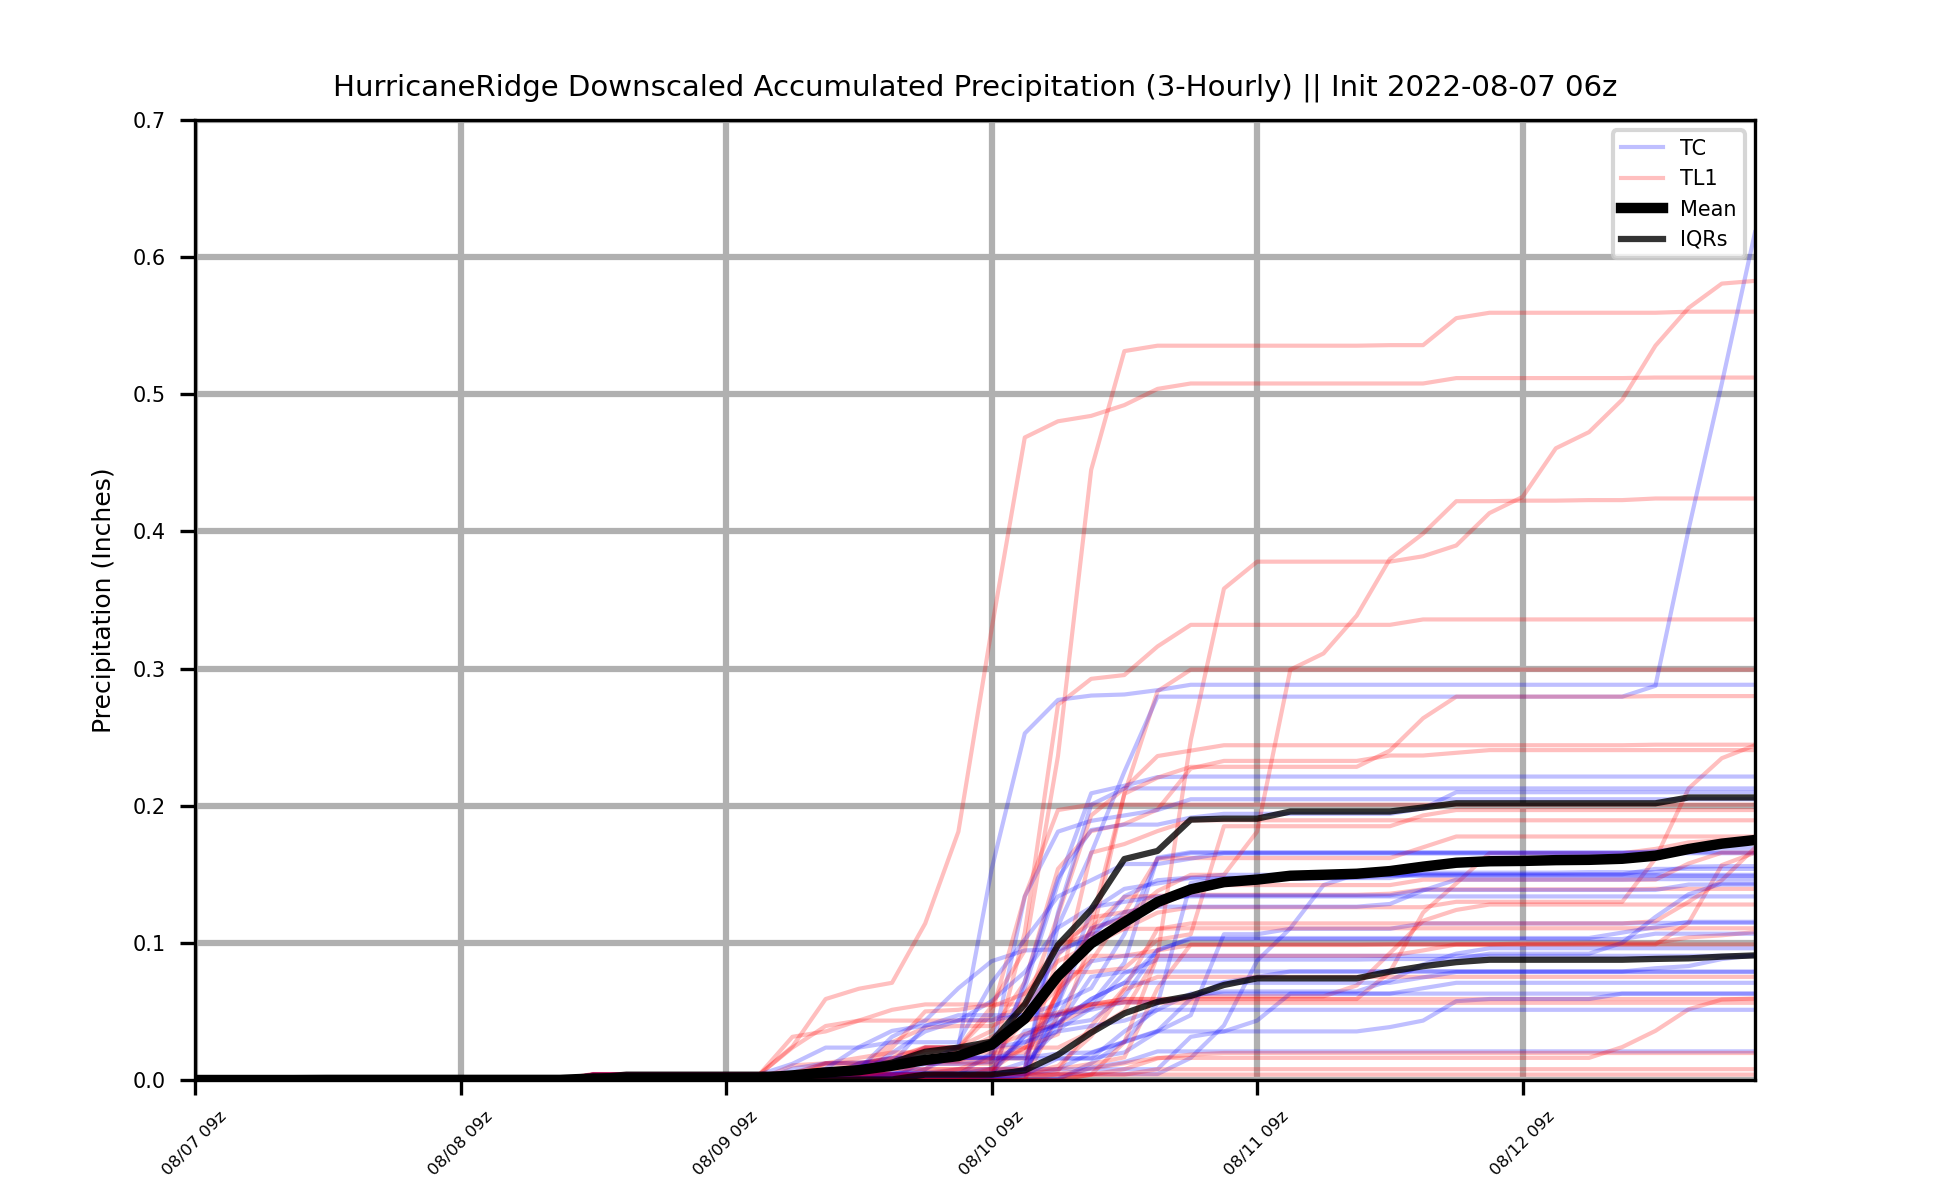 HurricaneRidge Downscaled Accumulated Precipitation (3-Hourly) || Init 2022-08-07 06z
0.7
0.6
0.5
0.4
0.3
0.2
0.1
0.0
Precipitation (Inches)
TC
TL1
Mean
IQRs
08/07 09z
08/08 09z
08/09 09z
08/10 09z
08/11 09z
08/12 09z